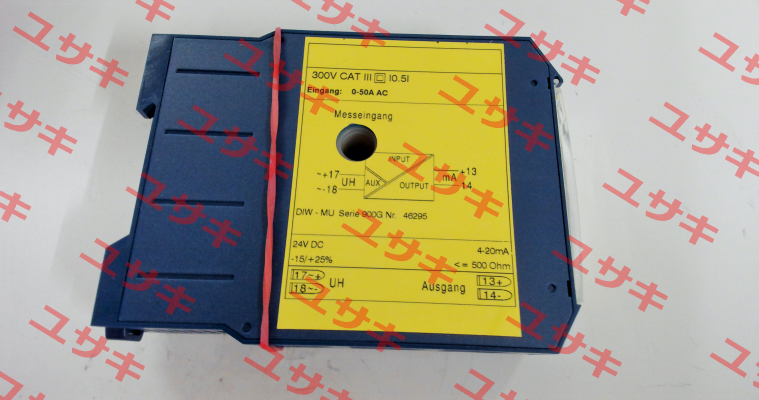 300V CAT III I0.5I
Eingang: 0-50A AC
Messeingang
INPUT
~+17 UH AUX OUTPUT mA +13
~-18 14
DIW - MU Serie 900G Nr. 46295
24V DC 4-20mA
-15/+25% <= 500 Ohm
17~+ UH Ausgang 13+
18~- 14-
ユサキ